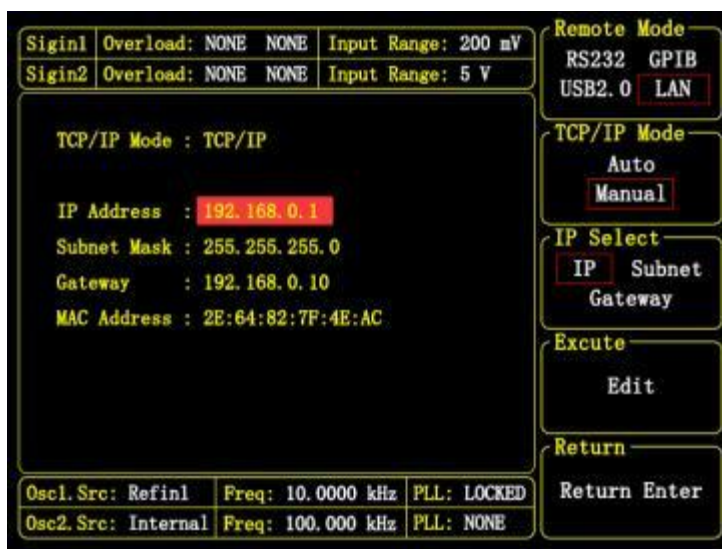 Sigin1 Overload: NONE NONE Input Range: 200 mV
Sigin2 Overload: NONE NONE Input Range: 5 V
TCP/IP Mode : TCP/IP
IP Address : 192.168.0.1
Subnet Mask : 255.255.255.0
Gateway : 192.168.0.10
MAC Address : 2E:64:82:7F:4E:AC
Osc1.Src: Refin1 Freq: 10.0000 kHz PLL: LOCKED
Osc2.Src: Internal Freq: 100.000 kHz PLL: NONE
Remote Mode
RS232 GPIB
USB2.0 LAN
TCP/IP Mode
Auto
Manual
IP Select
IP Subnet
Gateway
Excute
Edit
Return
Return Enter